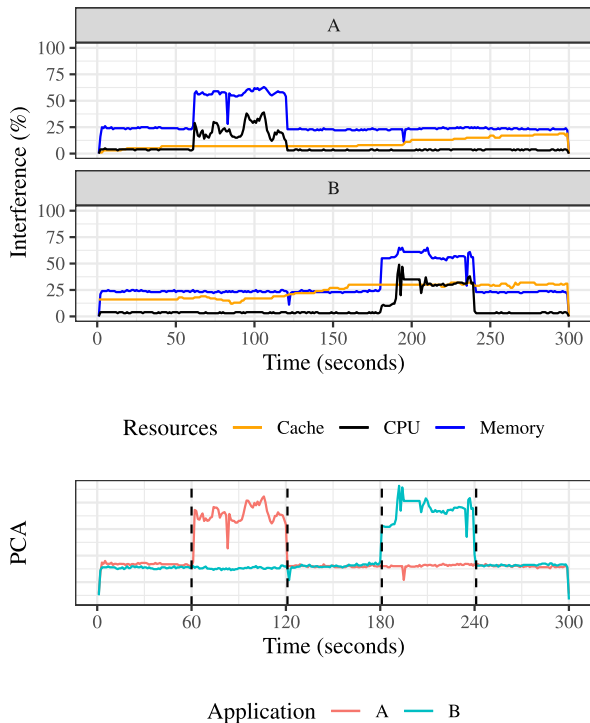 A
100
75
50
25
0
B
100
75
50
25
0
Interference (%)
0 50 100 150 200 250 300
Time (seconds)
Resources Cache CPU Memory
PCA
0 60 120 180 240 300
Time (seconds)
Application A B